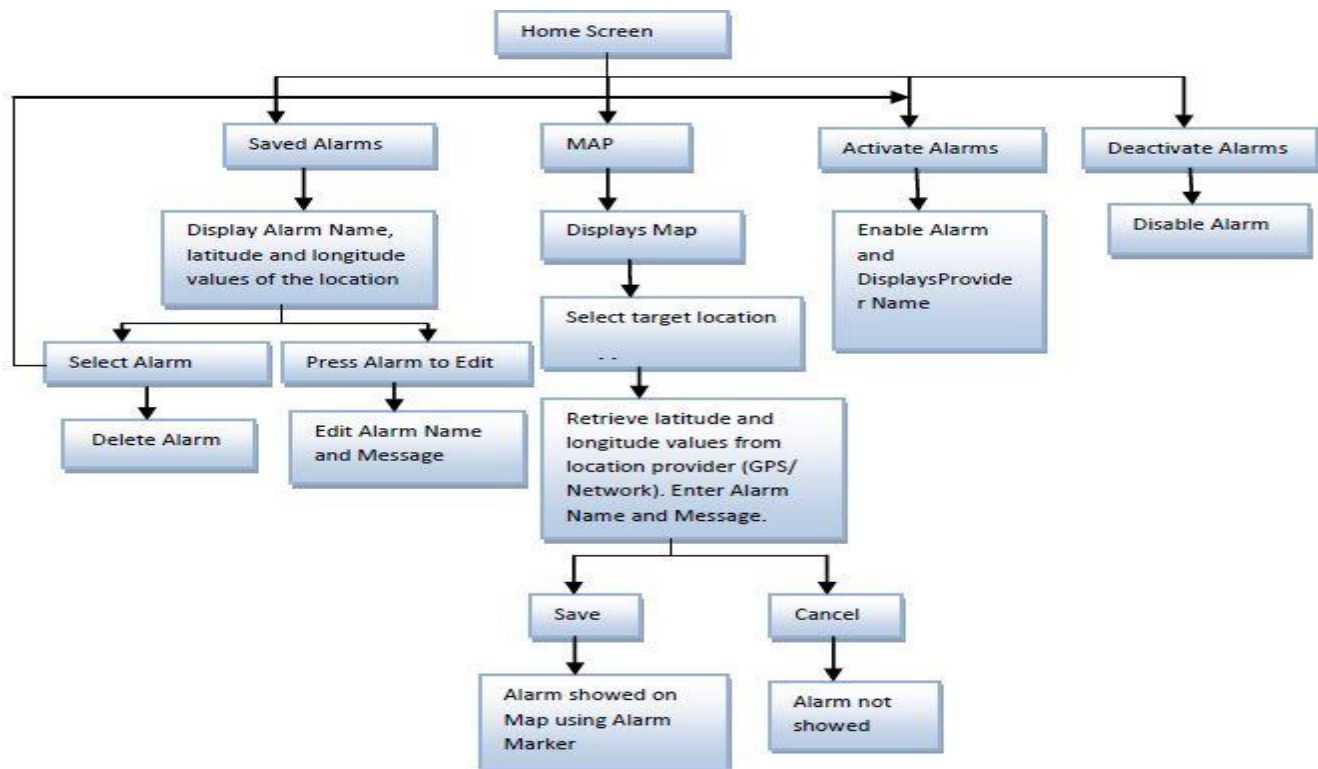 Home Screen
Saved Alarms
MAP
Activate Alarms
Deactivate Alarms
Display Alarm Name,
latitude and longitude
values of the location
Displays Map
Enable Alarm
and
DisplaysProvide
r Name
Disable Alarm
Select target location
. .
Select Alarm
Press Alarm to Edit
Delete Alarm
Edit Alarm Name
and Message
Retrieve latitude and
longitude values from
location provider (GPS/
Network). Enter Alarm
Name and Message.
Save
Cancel
Alarm showed on
Map using Alarm
Marker
Alarm not
showed